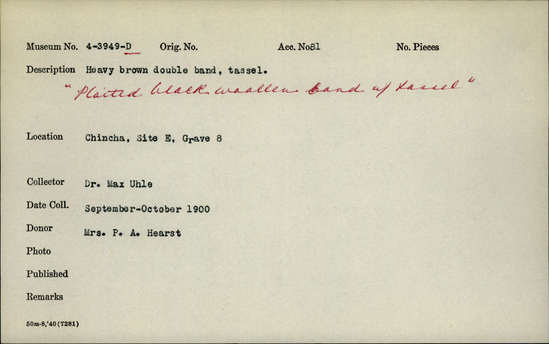 Museum No. 4-3949-D Orig. No. Acc. No81 No. Pieces
Description Heavy brown double band, tassel.
"Plaited black woollen band w/ tassel"
Location Chincha, Site E, Grave 8
Collector Dr. Max Uhle
Date Coll. September-October 1900
Donor Mrs. P. A. Hearst
Photo
Published
Remarks
50m-8,'40(7281)